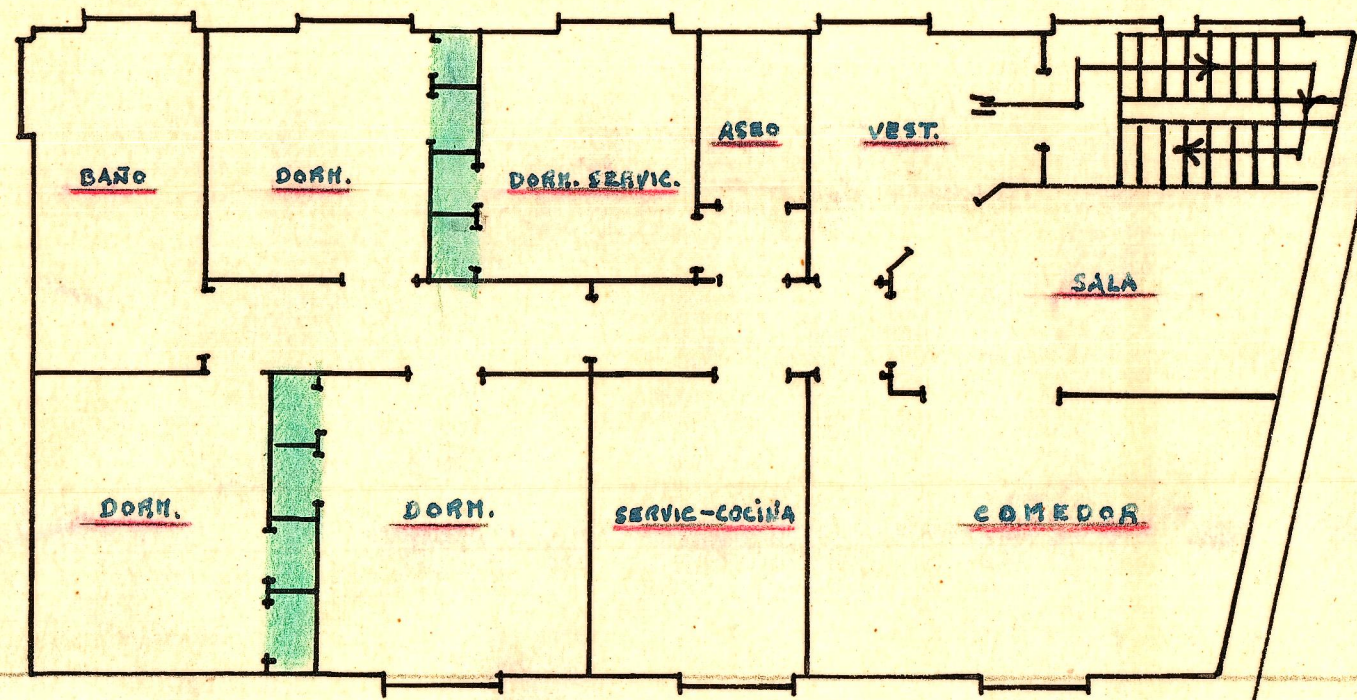 BAÑO
DORM.
DORM. SERVIC.
ASEO
VEST.
SALA
DORM.
DORM.
SERVIC-COCINA
COMEDOR